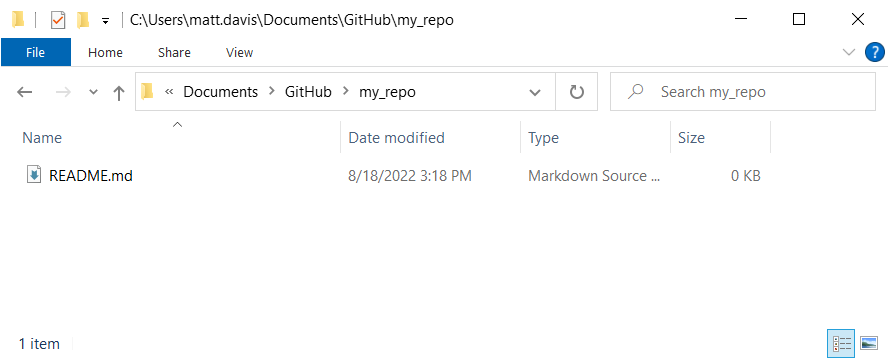 C:\Users\matt.davis\Documents\GitHub\my_repo
File Home Share View ?
« Documents > GitHub > my_repo Search my_repo
Name Date modified Type Size
README.md 8/18/2022 3:18 PM Markdown Source ... 0 KB
1 item